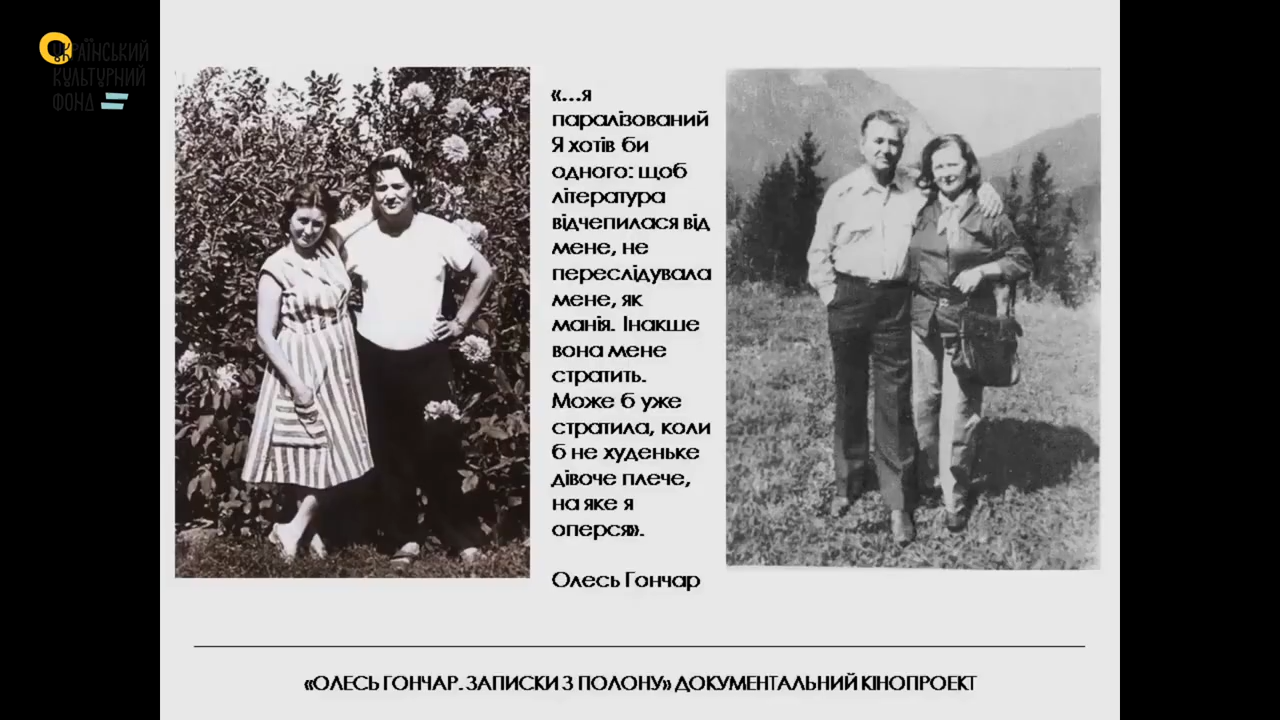 УКРАЇНСЬКИЙ
КУЛЬТУРНИЙ
ФОНД
«...я
паралізований
Я хотів би
одного: щоб
література
відчепилася від
мене, не
переслідувала
мене, як
манія. Інакше
вона мене
стратить.
Може б уже
стратила, коли
б не худеньке
дівоче плече,
на яке я
оперся».
Олесь Гончар
«ОЛЕСЬ ГОНЧАР. ЗАПИСКИ З ПОЛОНУ» ДОКУМЕНТАЛЬНИЙ КІНОПРОЕКТ